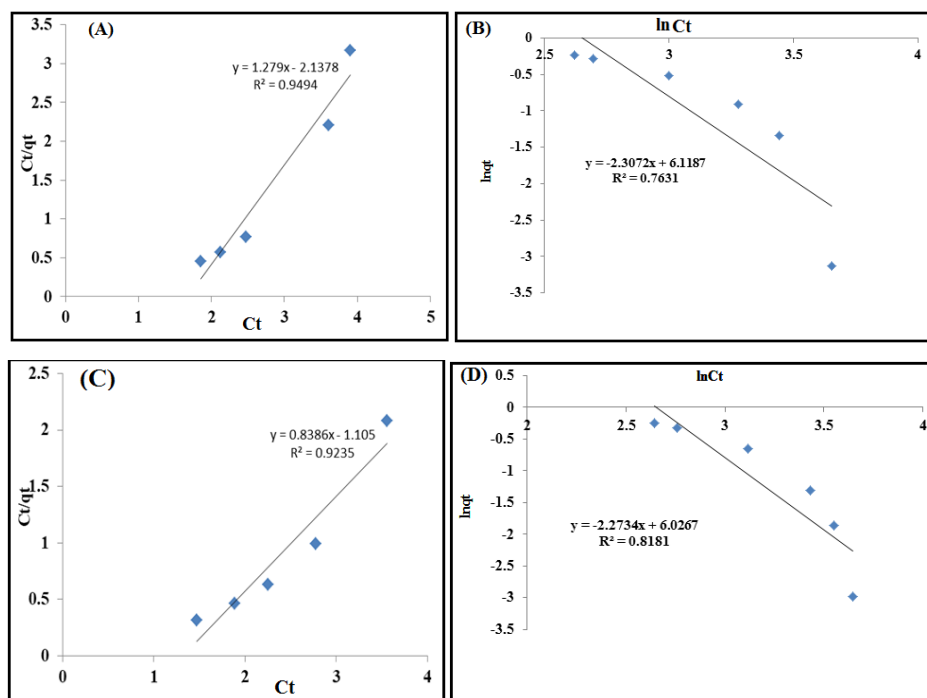 (A)
3.5
3
2.5
2
1.5
1
0.5
0
0 1 2 3 4 5
Ct/qt
Ct
y = 1.279x - 2.1378
R² = 0.9494
(B)
ln Ct
2.5 3 3.5 4
0
-0.5
-1
-1.5
-2
-2.5
-3
-3.5
lnqt
y = -2.3072x + 6.1187
R² = 0.7631
(C)
2.5
2
1.5
1
0.5
0
0 1 2 3 4
Ct/qt
Ct
y = 0.8386x - 1.105
R² = 0.9235
(D)
lnCt
0.5
0
2 2.5 3 3.5 4
-0.5
-1
-1.5
-2
-2.5
-3
-3.5
lnqt
y = -2.2734x + 6.0267
R² = 0.8181